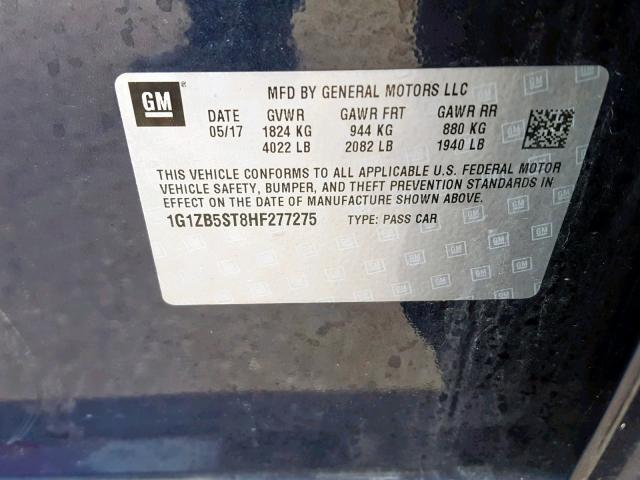 GM ®
MFD BY GENERAL MOTORS LLC
DATE GVWR GAWR FRT GAWR RR
05/17 1824 KG 944 KG 880 KG
4022 LB 2082 LB 1940 LB
THIS VEHICLE CONFORMS TO ALL APPLICABLE U.S. FEDERAL MOTOR
VEHICLE SAFETY, BUMPER, AND THEFT PREVENTION STANDARDS IN
EFFECT ON THE DATE OF MANUFACTURE SHOWN ABOVE.
1G1ZB5ST8HF277275 TYPE: PASS CAR